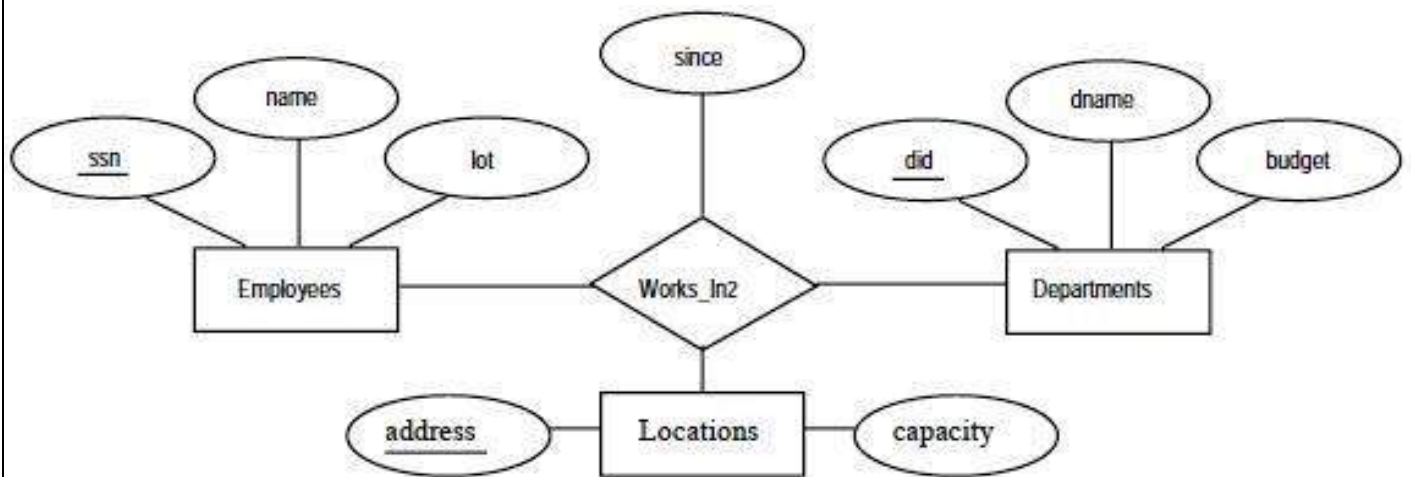 since
name
dname
ssn
lot
did
budget
Employees
Works_In2
Departments
address
Locations
capacity